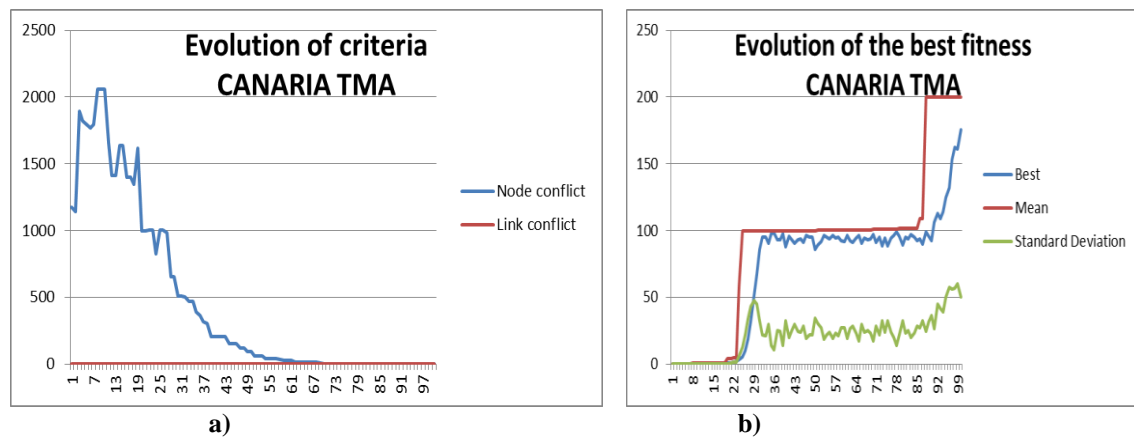 Evolution of criteria
CANARIA TMA
2500
2000
1500
1000
500
0
1 7 13 19 25 31 37 43 49 55 61 67 73 79 85 91 97
Node conflict
Link conflict
a)
Evolution of the best fitness
CANARIA TMA
250
200
150
100
50
0
1 8 15 22 29 36 43 50 57 64 71 78 85 92 99
Best
Mean
Standard Deviation
b)